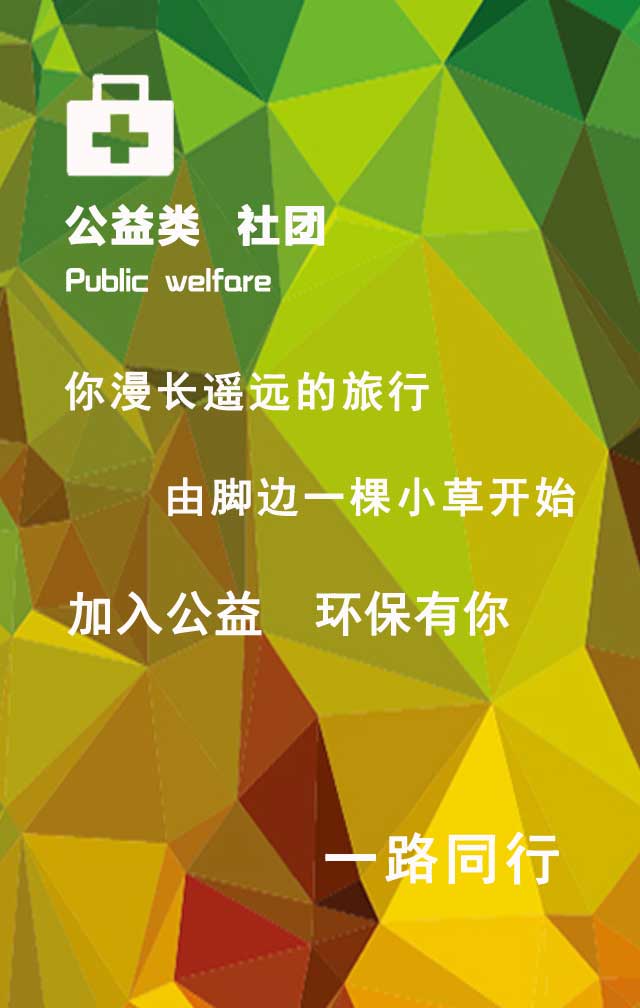 公益类 社团
Public welfare
你漫长遥远的旅行
由脚边一棵小草开始
加入公益 环保有你
一路同行